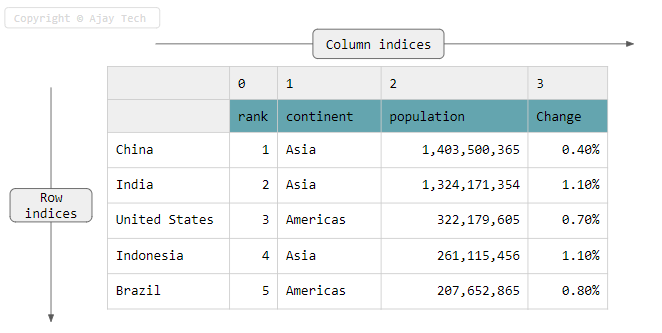 Copyright @ Ajay Tech
Column indices
0 1 2 3
rank continent population Change
China 1 Asia 1,403,500,365 0.40%
India 2 Asia 1,324,171,354 1.10%
Row
indices
United States 3 Americas 322,179,605 0.70%
Indonesia 4 Asia 261,115,456 1.10%
Brazil 5 Americas 207,652,865 0.80%